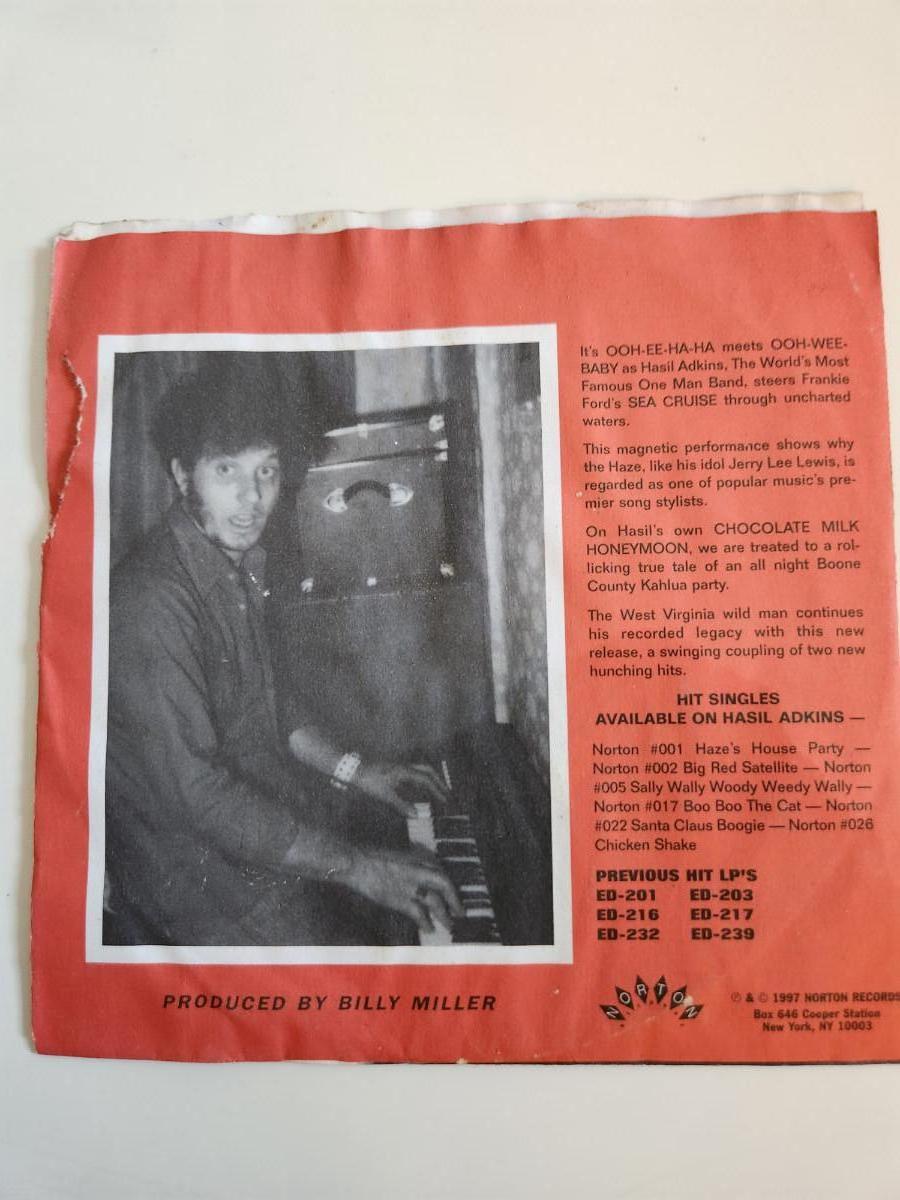 It's OOH-EE-HA-HA meets OOH-WEE-
BABY as Hasil Adkins, The World's Most
Famous One Man Band, steers Frankie
Ford's SEA CRUISE through uncharted
waters.
This magnetic performance shows why
the Haze, like his idol Jerry Lee Lewis, is
regarded as one of popular music's pre-
mier song stylists.
On Hasil's own CHOCOLATE MILK
HONEYMOON, we are treated to a rol-
licking true tale of an all night Boone
County Kahlua party.
The West Virginia wild man continues
his recorded legacy with this new
release, a swinging coupling of two new
hunching hits.
HIT SINGLES
AVAILABLE ON HASIL ADKINS —
Norton #001 Haze's House Party —
Norton #002 Big Red Satellite — Norton
#005 Sally Wally Woody Weedy Wally —
Norton #017 Boo Boo The Cat — Norton
#022 Santa Claus Boogie — Norton #026
Chicken Shake
PREVIOUS HIT LP'S
ED-201 ED-203
ED-216 ED-217
ED-232 ED-239
PRODUCED BY BILLY MILLER
NORTON
℗ & © 1997 NORTON RECORDS
Box 646 Cooper Station
New York, NY 10003